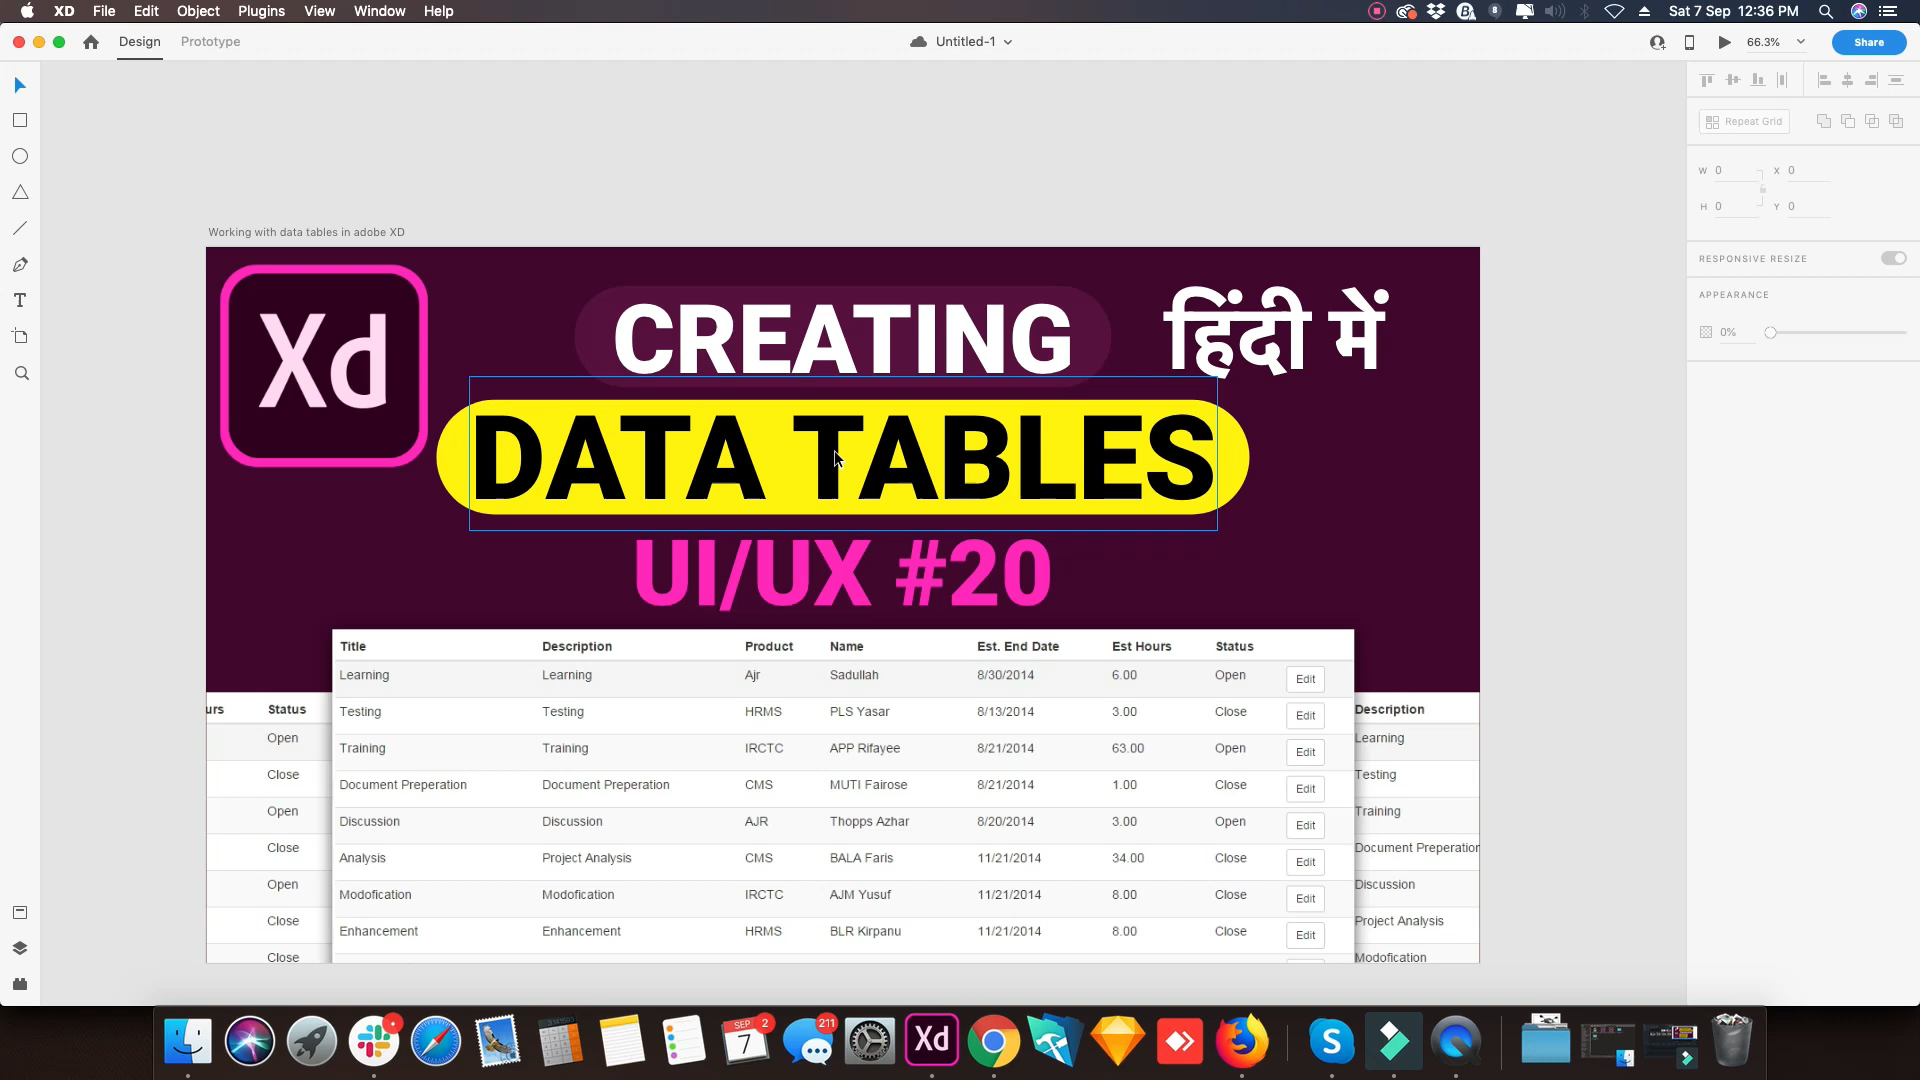 XD File Edit Object Plugins View Window Help
Sat 7 Sep 12:36 PM
Design Prototype
Untitled-1
66.3%
Share
Repeat Grid
W 0 X 0
H 0 Y 0
RESPONSIVE RESIZE
APPEARANCE
0%
Working with data tables in adobe XD
Xd
CREATING
हिंदी में
DATA TABLES
UI/UX #20
Title Description Product Name Est. End Date Est Hours Status
Learning Learning Ajr Sadullah 8/30/2014 6.00 Open Edit
Testing Testing HRMS PLS Yasar 8/13/2014 3.00 Close Edit
Training Training IRCTC APP Rifayee 8/21/2014 63.00 Open Edit
Document Preperation Document Preperation CMS MUTI Fairose 8/21/2014 1.00 Close Edit
Discussion Discussion AJR Thopps Azhar 8/20/2014 3.00 Open Edit
Analysis Project Analysis CMS BALA Faris 11/21/2014 34.00 Close Edit
Modofication Modofication IRCTC AJM Yusuf 11/21/2014 8.00 Close Edit
Enhancement Enhancement HRMS BLR Kirpanu 11/21/2014 8.00 Close Edit
urs Status
Open
Close
Open
Close
Open
Close
Close
Description
Learning
Testing
Training
Document Preperation
Discussion
Project Analysis
Modofication
SEP 2
7
211
Xd